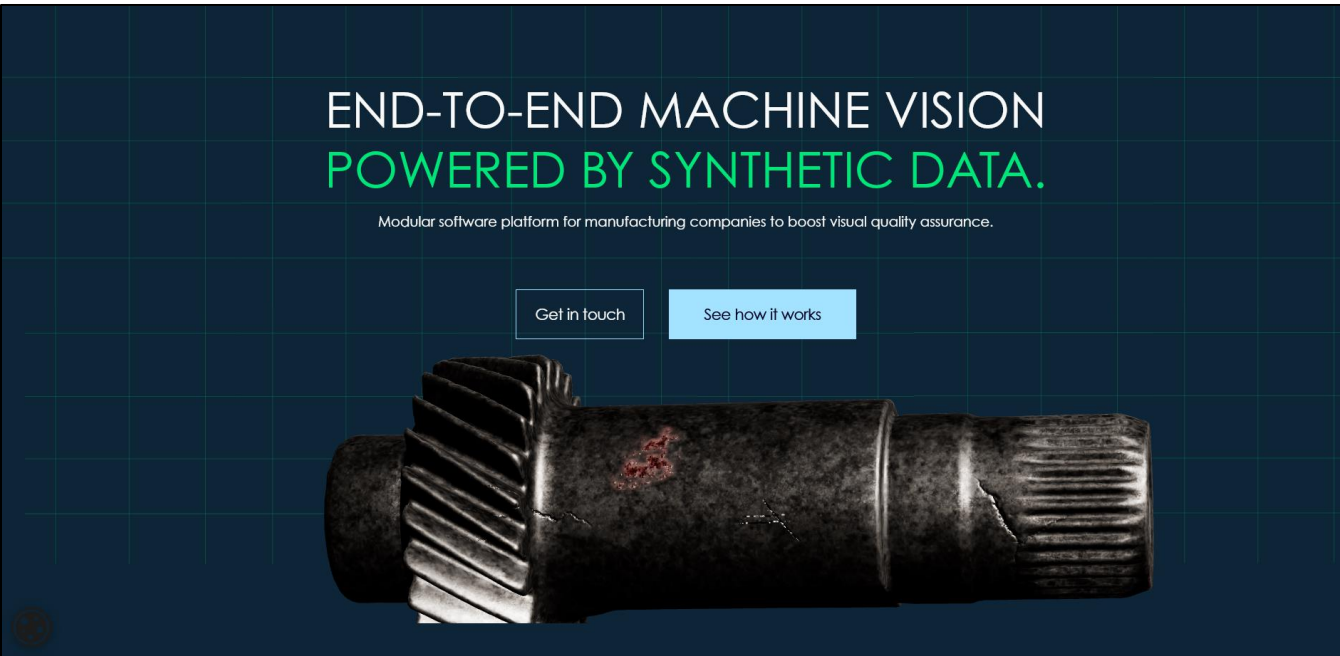 END-TO-END MACHINE VISION
POWERED BY SYNTHETIC DATA.
Modular software platform for manufacturing companies to boost visual quality assurance.
Get in touch
See how it works